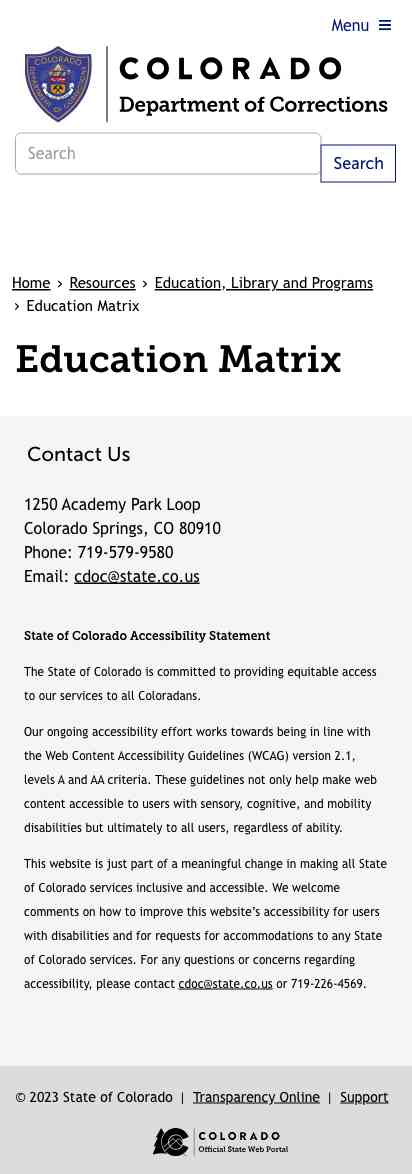 Menu
COLORADO
Department of Corrections
Search
Search
Home › Resources › Education, Library and Programs
› Education Matrix
Education Matrix
Contact Us
1250 Academy Park Loop
Colorado Springs, CO 80910
Phone: 719-579-9580
Email: cdoc@state.co.us
State of Colorado Accessibility Statement
The State of Colorado is committed to providing equitable access
to our services to all Coloradans.
Our ongoing accessibility effort works towards being in line with
the Web Content Accessibility Guidelines (WCAG) version 2.1,
levels A and AA criteria. These guidelines not only help make web
content accessible to users with sensory, cognitive, and mobility
disabilities but ultimately to all users, regardless of ability.
This website is just part of a meaningful change in making all State
of Colorado services inclusive and accessible. We welcome
comments on how to improve this website’s accessibility for users
with disabilities and for requests for accommodations to any State
of Colorado services. For any questions or concerns regarding
accessibility, please contact cdoc@state.co.us or 719-226-4569.
© 2023 State of Colorado | Transparency Online | Support
COLORADO
Official State Web Portal